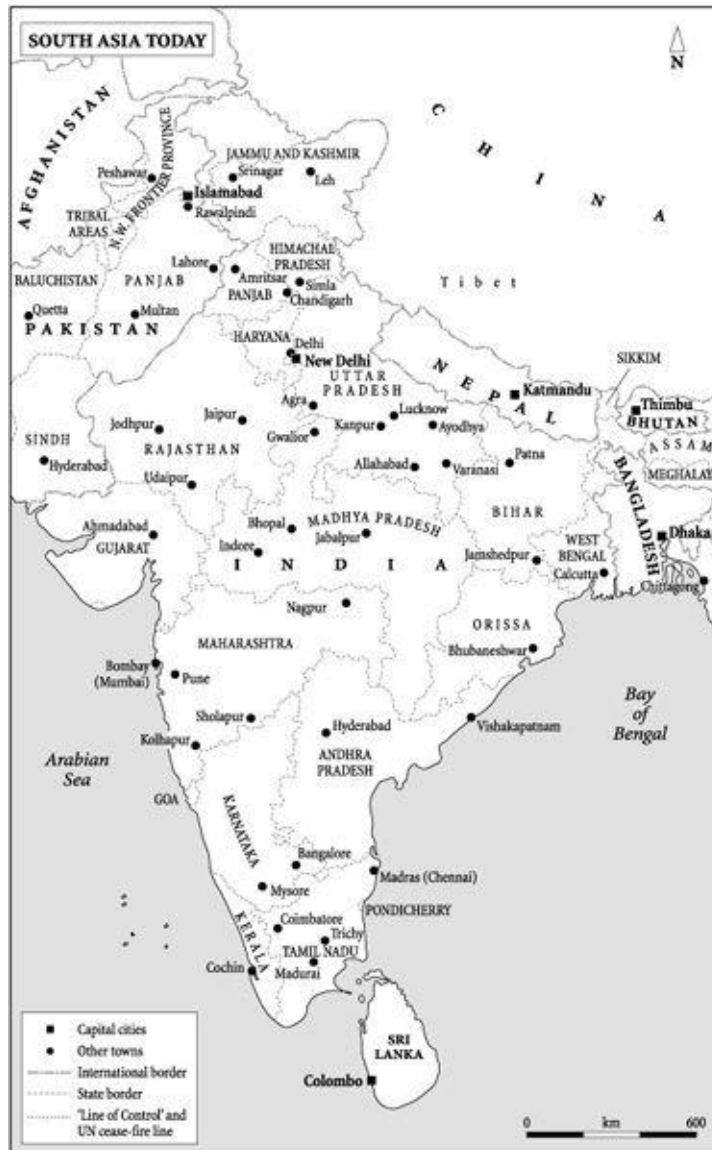 SOUTH ASIA TODAY
N
AFGHANISTAN
CHINA
N.W. FRONTIER PROVINCE
JAMMU AND KASHMIR
Peshawar
Srinagar
Leh
Islamabad
Rawalpindi
TRIBAL
AREAS
HIMACHAL
PRADESH
Lahore
Amritsar
Simla
BALUCHISTAN
PANJAB
PANJAB
Chandigarh
Tibet
Quetta
Multan
PAKISTAN
HARYANA
Delhi
New Delhi
SIKKIM
NEPAL
UTTAR
PRADESH
Katmandu
Thimbu
BHUTAN
Agra
Lucknow
Jodhpur
Jaipur
Kanpur
Ayodhya
ASSAM
SINDH
RAJASTHAN
Gwalior
Hyderabad
Allahabad
Varanasi
Patna
MEGHALAY
Udaipur
BANGLADESH
BIHAR
Ahmadabad
Bhopal
MADHYA PRADESH
GUJARAT
Jabalpur
WEST
BENGAL
Dhaka
Indore
INDIA
Jamshedpur
Calcutta
Chittagong
Nagpur
ORISSA
MAHARASHTRA
Bhubaneshwar
Bombay
(Mumbai)
Pune
Bay
of
Bengal
Sholapur
Hyderabad
Vishakapatnam
Kolhapur
Arabian
Sea
ANDHRA
PRADESH
GOA
KARNATAKA
Bangalore
Madras (Chennai)
Mysore
PONDICHERRY
KERALA
Coimbatore
Trichy
TAMIL NADU
Cochin
Madurai
SRI
LANKA
Colombo
Capital cities
Other towns
International border
State border
'Line of Control' and
UN cease-fire line
0 km 600